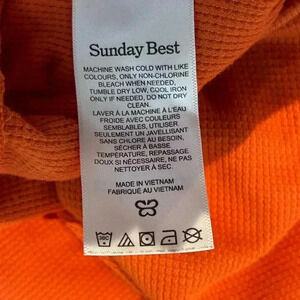 Sunday Best
MACHINE WASH COLD WITH LIKE
COLOURS, ONLY NON-CHLORINE
BLEACH WHEN NEEDED,
TUMBLE DRY LOW, COOL IRON
ONLY IF NEEDED, DO NOT DRY
CLEAN.
LAVER À LA MACHINE À L'EAU
FROIDE AVEC COULEURS
SEMBLABLES, UTILISER
SEULEMENT UN JAVELLISANT
SANS CHLORE AU BESOIN,
SÉCHER À BASSE
TEMPÉRATURE, REPASSAGE
DOUX SI NÉCESSAIRE, NE PAS
NETTOYER À SEC.
MADE IN VIETNAM
FABRIQUÉ AU VIETNAM
30C